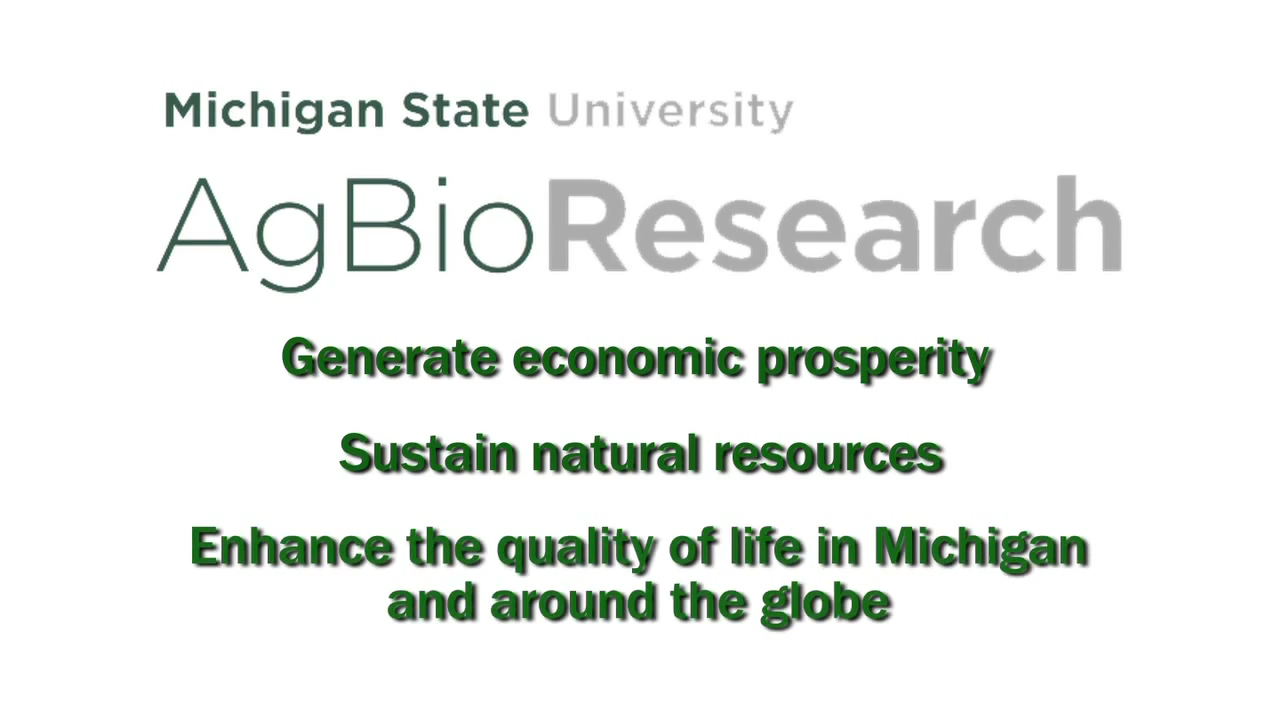 Michigan State University
AgBioResearch
Generate economic prosperity
Sustain natural resources
Enhance the quality of life in Michigan
and around the globe